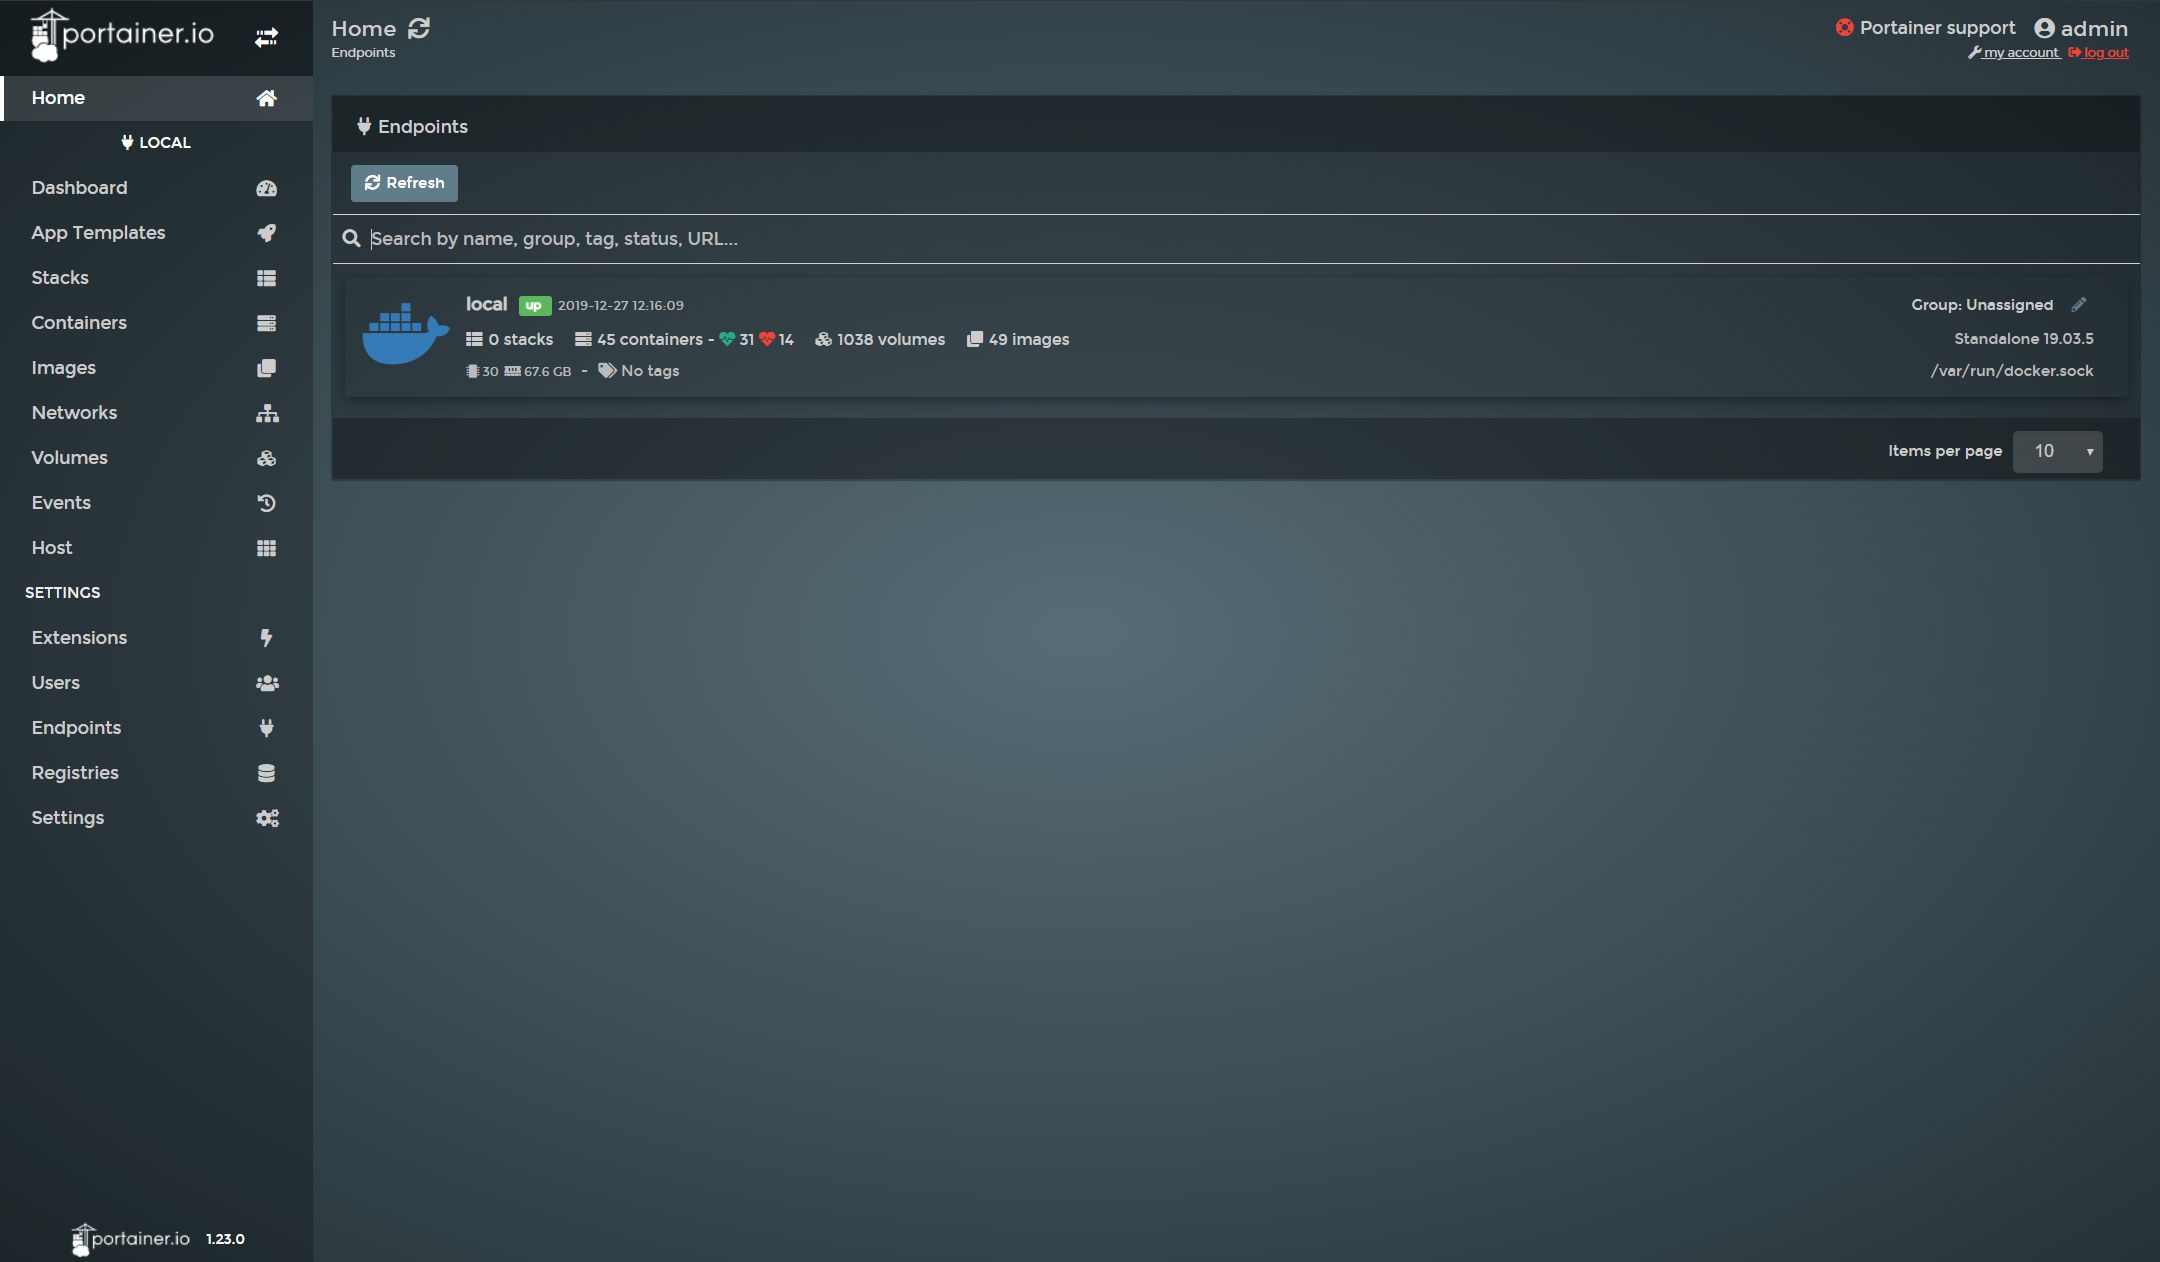 portainer.io
Home
LOCAL
Dashboard
App Templates
Stacks
Containers
Images
Networks
Volumes
Events
Host
SETTINGS
Extensions
Users
Endpoints
Registries
Settings
portainer.io 1.23.0
Home
Endpoints
Portainer support admin
my account log out
Endpoints
Refresh
Search by name, group, tag, status, URL...
local up 2019-12-27 12:16:09
0 stacks 45 containers - 31 14 1038 volumes 49 images
30 67.6 GB - No tags
Group: Unassigned
Standalone 19.03.5
/var/run/docker.sock
Items per page 10